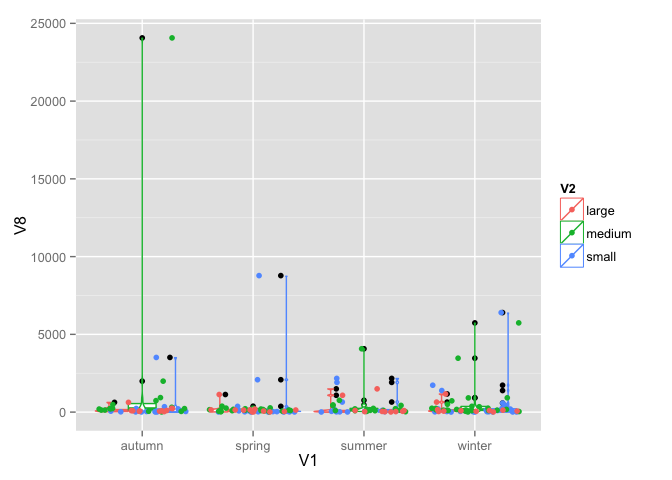 25000
20000
15000
10000
5000
0
V8
autumn spring summer winter
V1
V2
large
medium
small